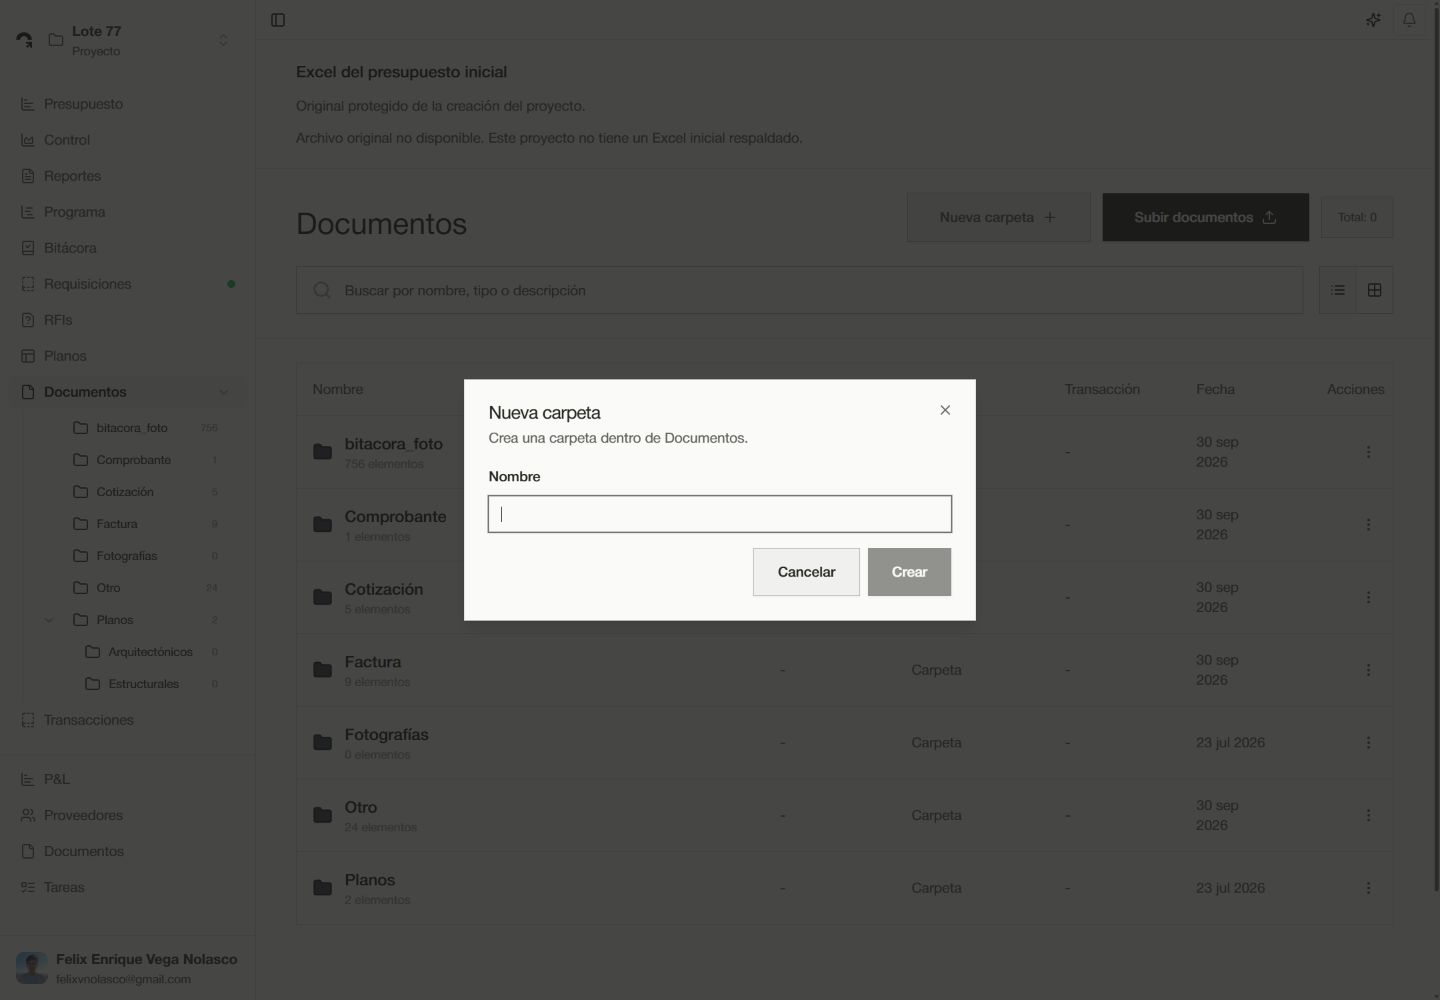 Lote 77
Proyecto
Presupuesto
Control
Reportes
Programa
Bitácora
Requisiciones
RFIs
Planos
Documentos
bitacora_foto 756
Comprobante 1
Cotización 5
Factura 9
Fotografías 0
Otro 24
Planos 2
Arquitectónicos 0
Estructurales 0
Transacciones
P&L
Proveedores
Documentos
Tareas
Felix Enrique Vega Nolasco
felixvnolasco@gmail.com
Excel del presupuesto inicial
Original protegido de la creación del proyecto.
Archivo original no disponible. Este proyecto no tiene un Excel inicial respaldado.
Documentos
Nueva carpeta
Subir documentos
Total: 0
Buscar por nombre, tipo o descripción
Nombre Transacción Fecha Acciones
bitacora_foto
756 elementos
- 30 sep
2026
Comprobante
1 elementos
- 30 sep
2026
Cotización
5 elementos
- 30 sep
2026
Factura
9 elementos
- Carpeta - 30 sep
2026
Fotografías
0 elementos
- Carpeta - 23 jul 2026
Otro
24 elementos
- Carpeta - 30 sep
2026
Planos
2 elementos
- Carpeta - 23 jul 2026
Nueva carpeta
Crea una carpeta dentro de Documentos.
Nombre
Cancelar
Crear